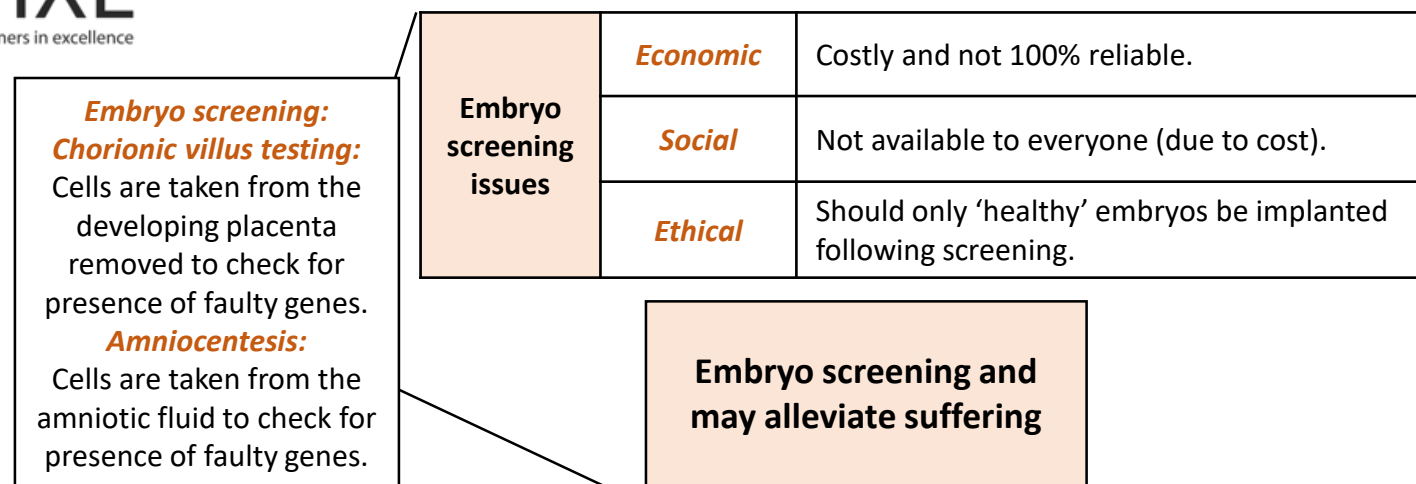 ners in excellence
Embryo screening:
Chorionic villus testing:
Cells are taken from the
developing placenta
removed to check for
presence of faulty genes.
Amniocentesis:
Cells are taken from the
amniotic fluid to check for
presence of faulty genes.
Embryo
screening
issues
Economic
Costly and not 100% reliable.
Social
Not available to everyone (due to cost).
Ethical
Should only ‘healthy’ embryos be implanted
following screening.
Embryo screening and
may alleviate suffering